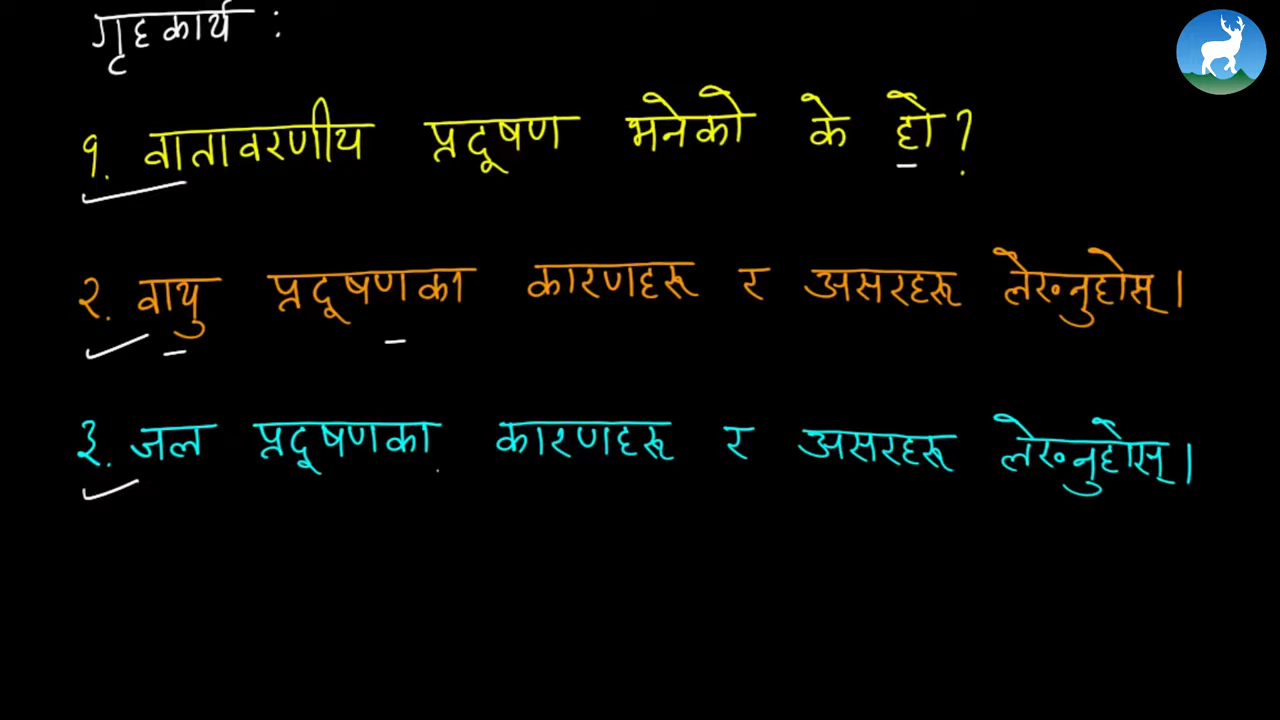 गृहकार्य :
१. वातावरणीय प्रदूषण भनेको के हो?
२. वायु प्रदूषणका कारणहरू र असरहरू लेख्नुहोस्।
३. जल प्रदूषणका कारणहरू र असरहरू लेख्नुहोस्।